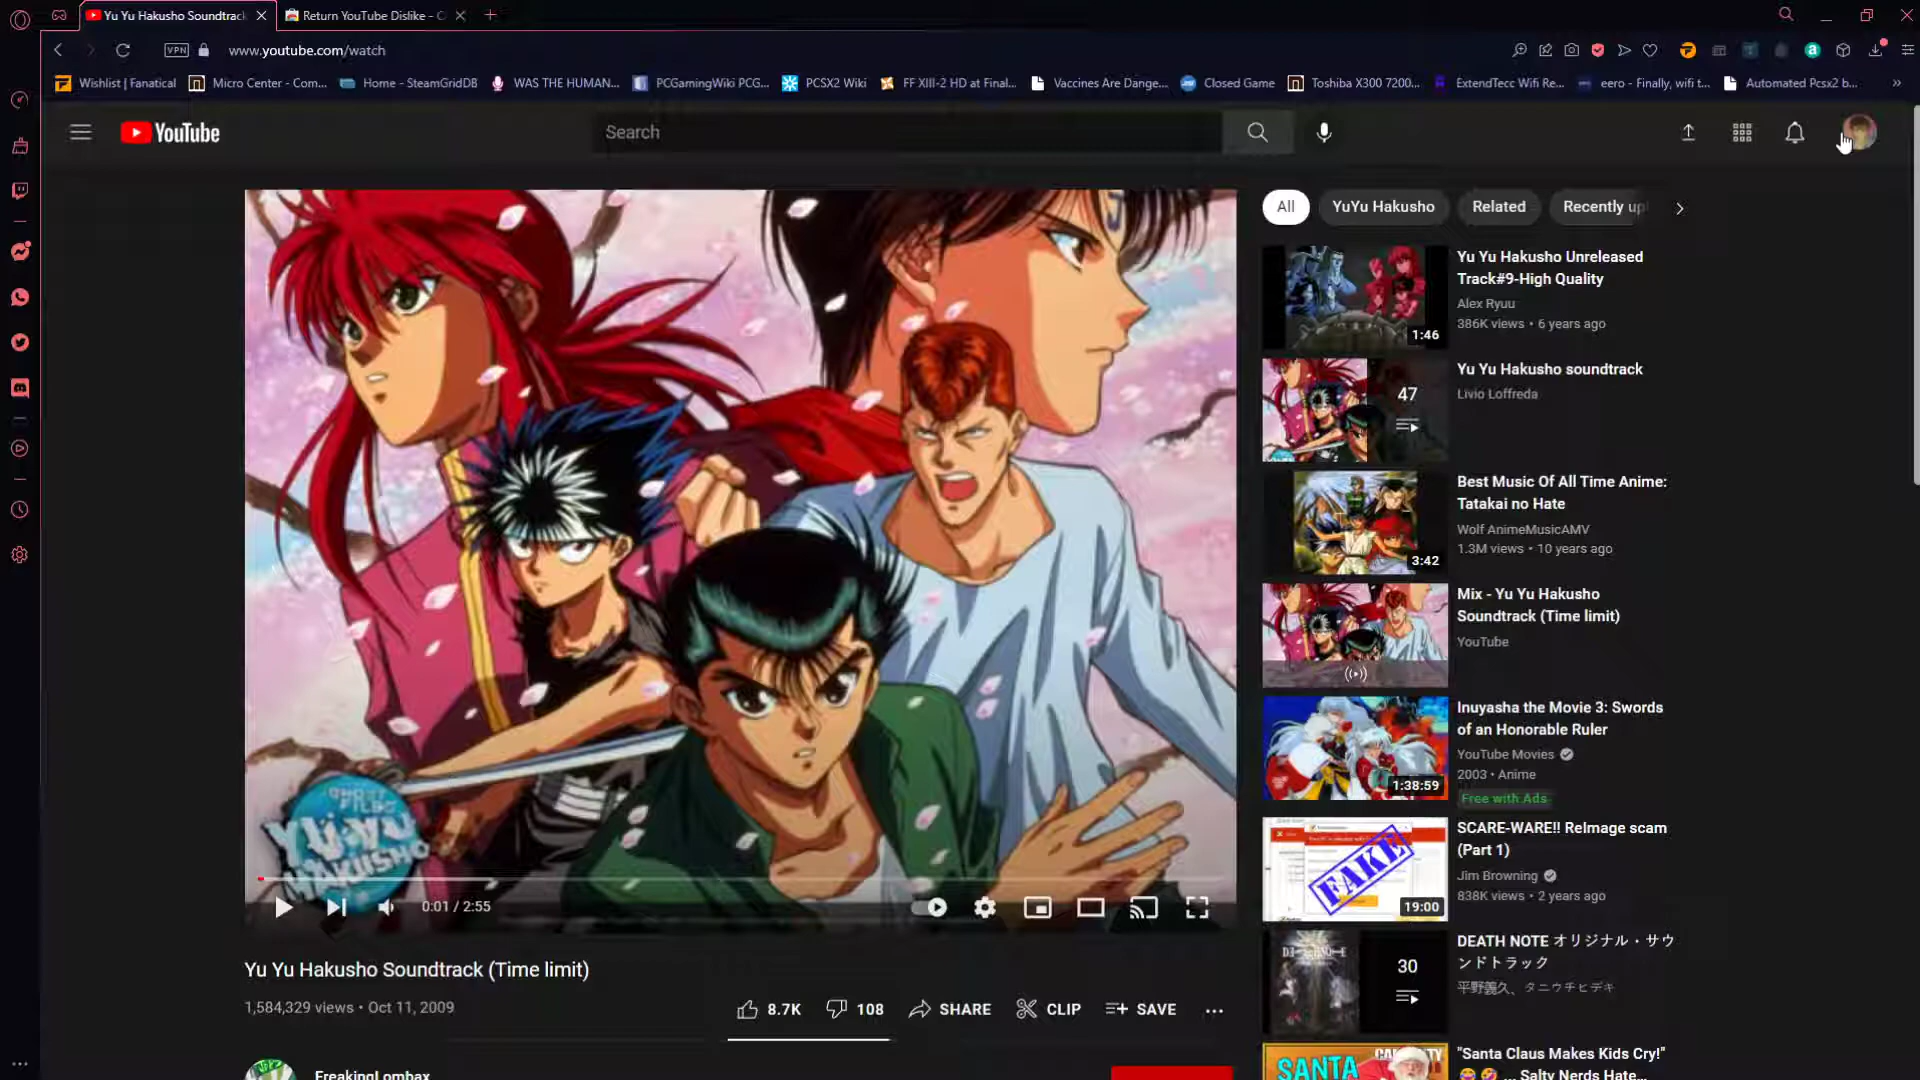 Yu Yu Hakusho Soundtrack
Return YouTube Dislike - C
VPN
www.youtube.com/watch
Wishlist | Fanatical
Micro Center - Com...
Home - SteamGridDB
WAS THE HUMAN...
PCGamingWiki PCG...
PCSX2 Wiki
FF XIII-2 HD at Final...
Vaccines Are Dange...
Closed Game
Toshiba X300 7200...
ExtendTecc Wifi Re...
eero - Finally, wifi t...
Automated Pcsx2 b...
YouTube
Search
All
YuYu Hakusho
Related
Recently up
Yu Yu Hakusho Unreleased
Track#9-High Quality
Alex Ryuu
386K views • 6 years ago
1:46
Yu Yu Hakusho soundtrack
Livio Loffreda
47
Best Music Of All Time Anime:
Tatakai no Hate
Wolf AnimeMusicAMV
1.3M views • 10 years ago
3:42
Mix - Yu Yu Hakusho
Soundtrack (Time limit)
YouTube
Inuyasha the Movie 3: Swords
of an Honorable Ruler
YouTube Movies
2003 • Anime
Free with Ads
1:38:59
SCARE-WARE!! ReImage scam
(Part 1)
Jim Browning
838K views • 2 years ago
FAKE
19:00
DEATH NOTE オリジナル・サウ
ンドトラック
平野義久、タニウチヒデキ
30
"Santa Claus Makes Kids Cry!"
😂 🤣 ... Salty Nerds Hate...
SANTA
GHOST
FILES
YU YU
HAKUSHO
0:01 / 2:55
Yu Yu Hakusho Soundtrack (Time limit)
1,584,329 views • Oct 11, 2009
8.7K
108
SHARE
CLIP
SAVE
FreakingLombax